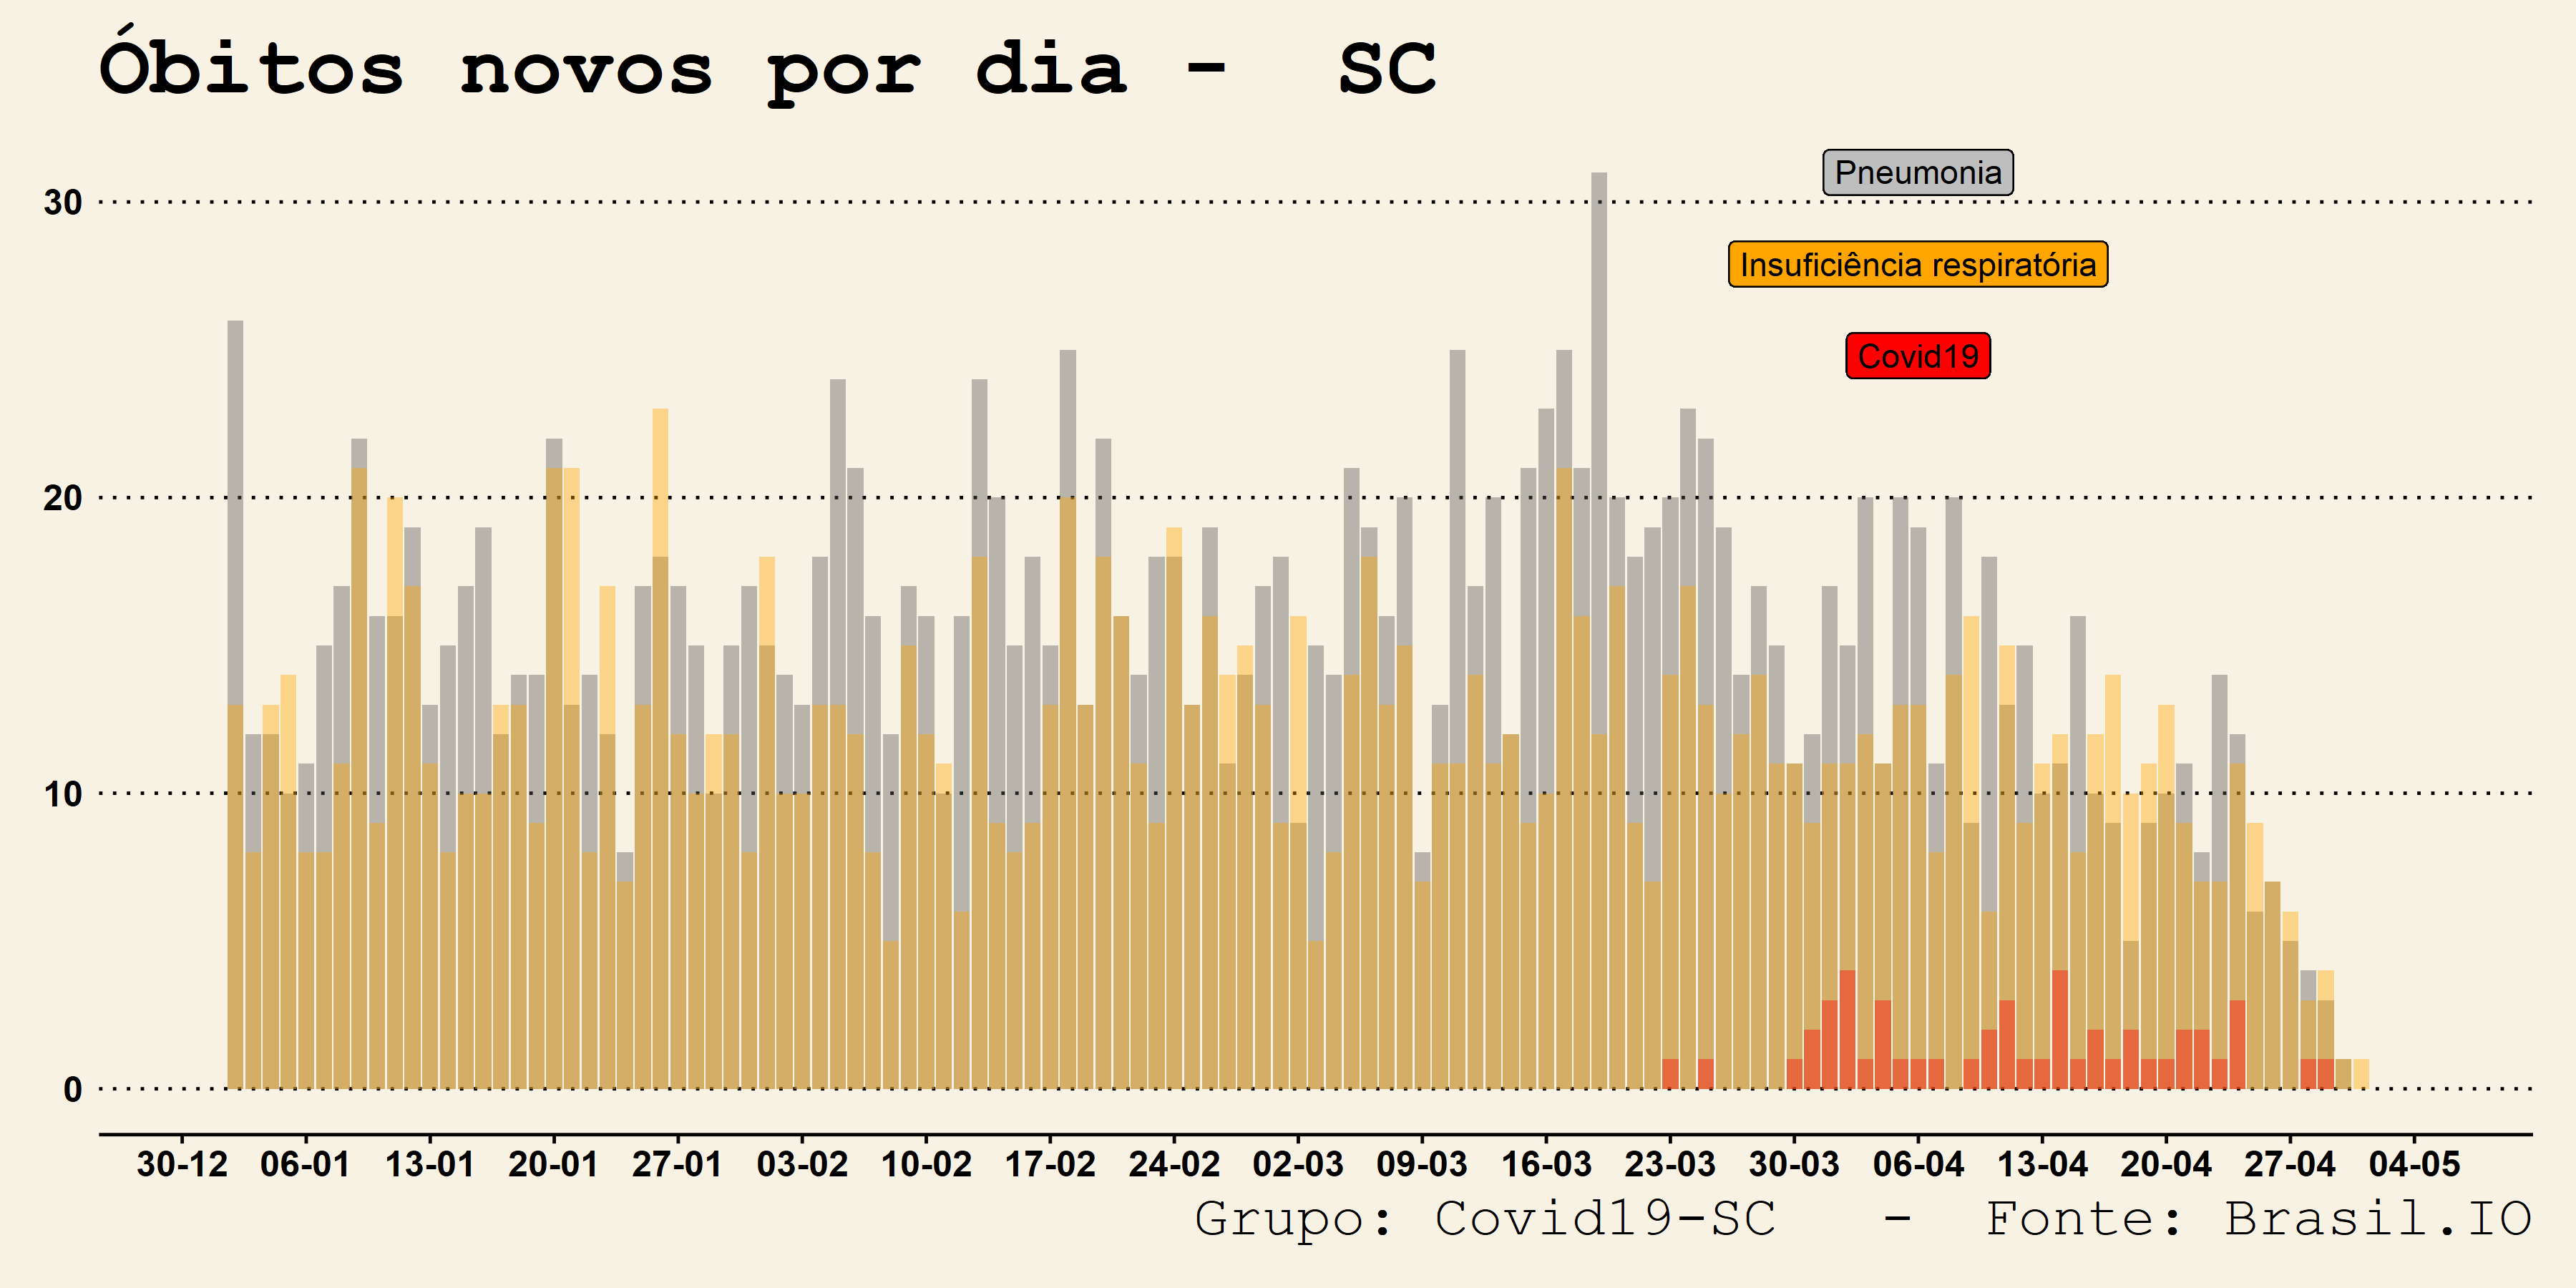 Óbitos novos por dia - SC
Pneumonia
30
Insuficiência respiratória
Covid19
20
10
0
30-12 06-01 13-01 20-01 27-01 03-02 10-02 17-02 24-02 02-03 09-03 16-03 23-03 30-03 06-04 13-04 20-04 27-04 04-05
Grupo: Covid19-SC - Fonte: Brasil.IO